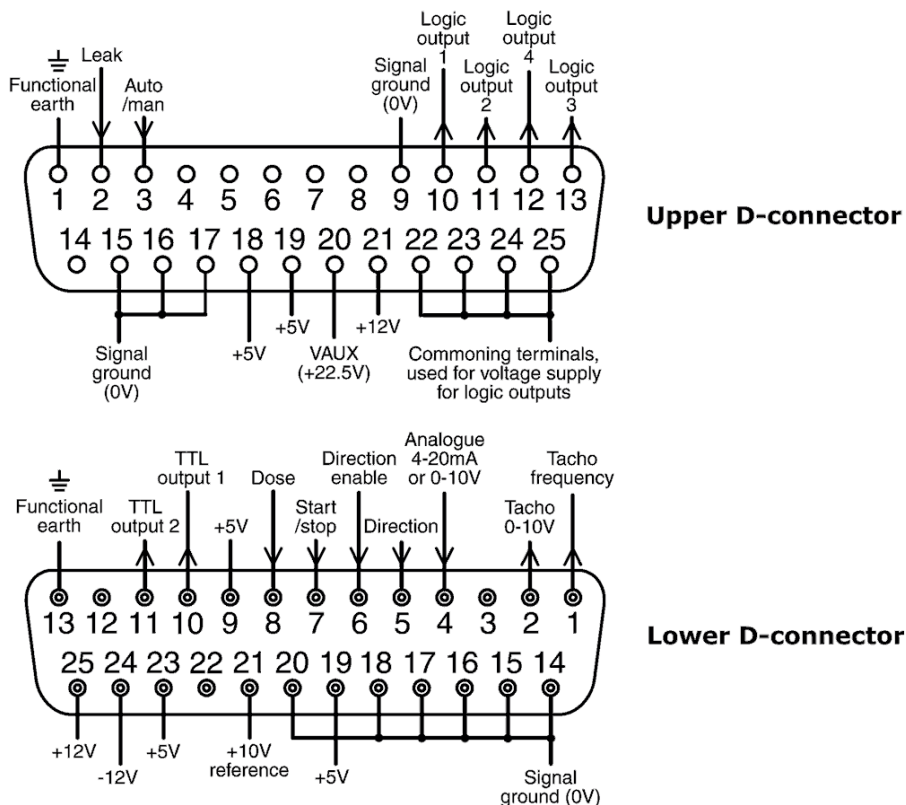 Functional
earth
Leak
Auto
/man
Signal
ground
(0V)
Logic
output
1
Logic
output
2
Logic
output
4
Logic
output
3
1 2 3 4 5 6 7 8 9 10 11 12 13
14 15 16 17 18 19 20 21 22 23 24 25
Upper D-connector
Signal
ground
(0V)
+5V
+5V
VAUX
(+22.5V)
+12V
Commoning terminals,
used for voltage supply
for logic outputs
Functional
earth
TTL
output 2
TTL
output 1
+5V
Dose
Start
/stop
Direction
enable
Direction
Analogue
4-20mA
or 0-10V
Tacho
0-10V
Tacho
frequency
13 12 11 10 9 8 7 6 5 4 3 2 1
25 24 23 22 21 20 19 18 17 16 15 14
Lower D-connector
+12V
-12V
+5V
+10V
reference
+5V
Signal
ground (0V)